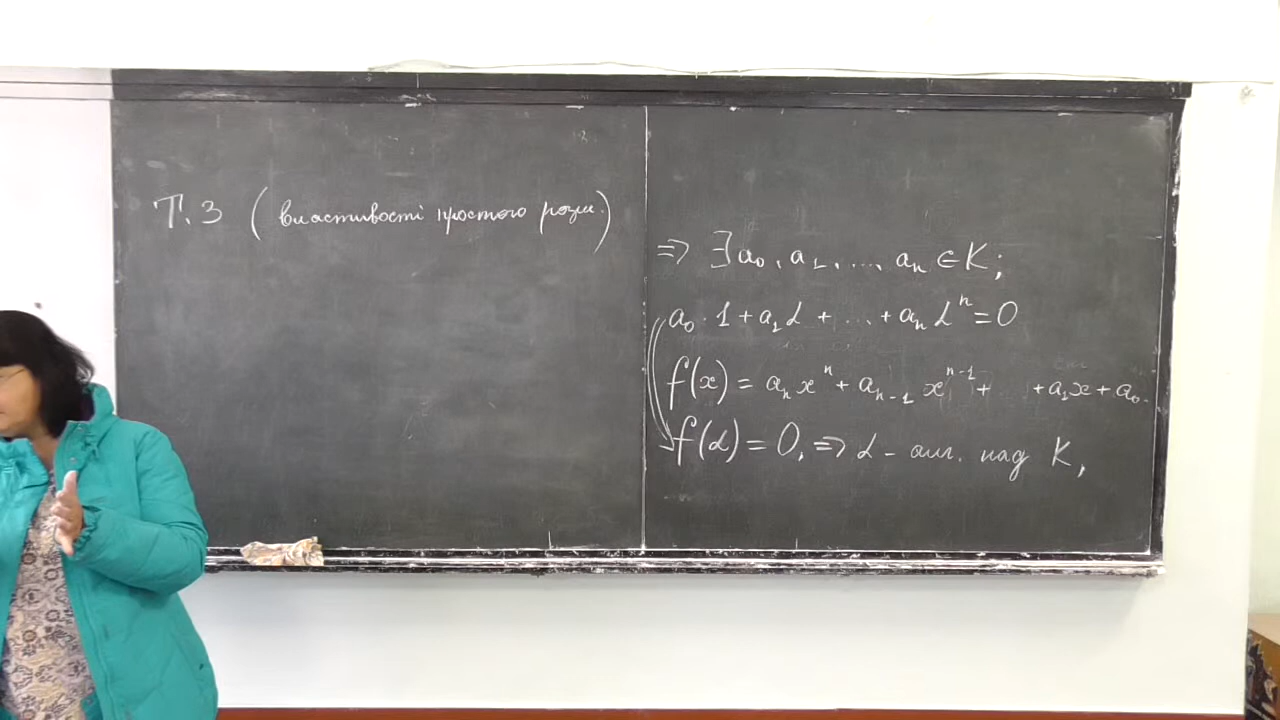 Т.3 (властивості простого розш.)
⇒ ∃ a₀, a₁, ..., aₙ ∈ K;
a₀ · 1 + a₁α + ... + aₙαⁿ = 0
f(x) = aₙxⁿ + aₙ₋₁xⁿ⁻¹ + ... + a₁x + a₀.
f(α) = 0, ⇒ α - алг. над K,